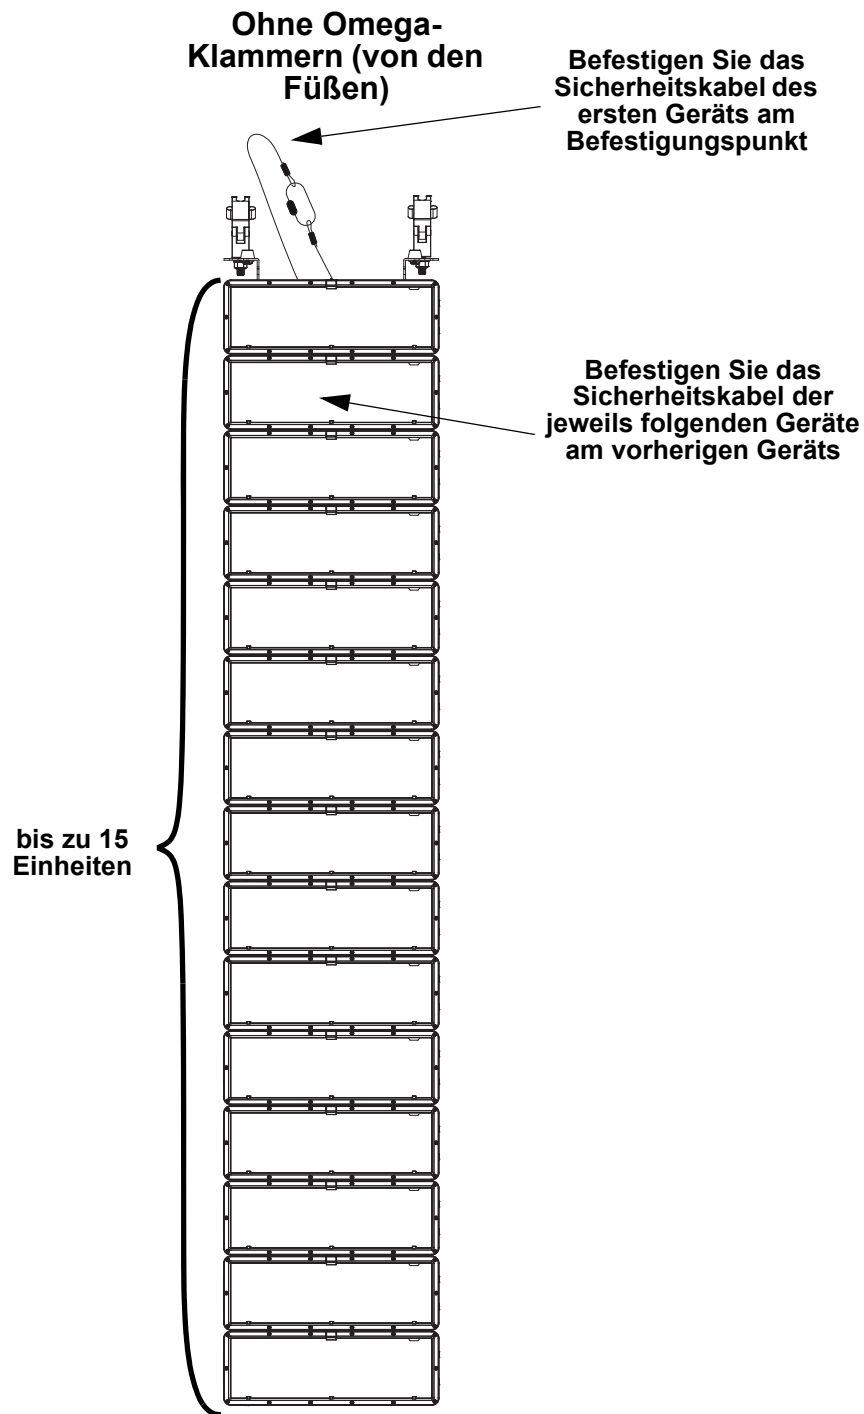 Ohne Omega-
Klammern (von den
Füßen)
Befestigen Sie das
Sicherheitskabel des
ersten Geräts am
Befestigungspunkt
Befestigen Sie das
Sicherheitskabel der
jeweils folgenden Geräte
am vorherigen Geräts
bis zu 15
Einheiten